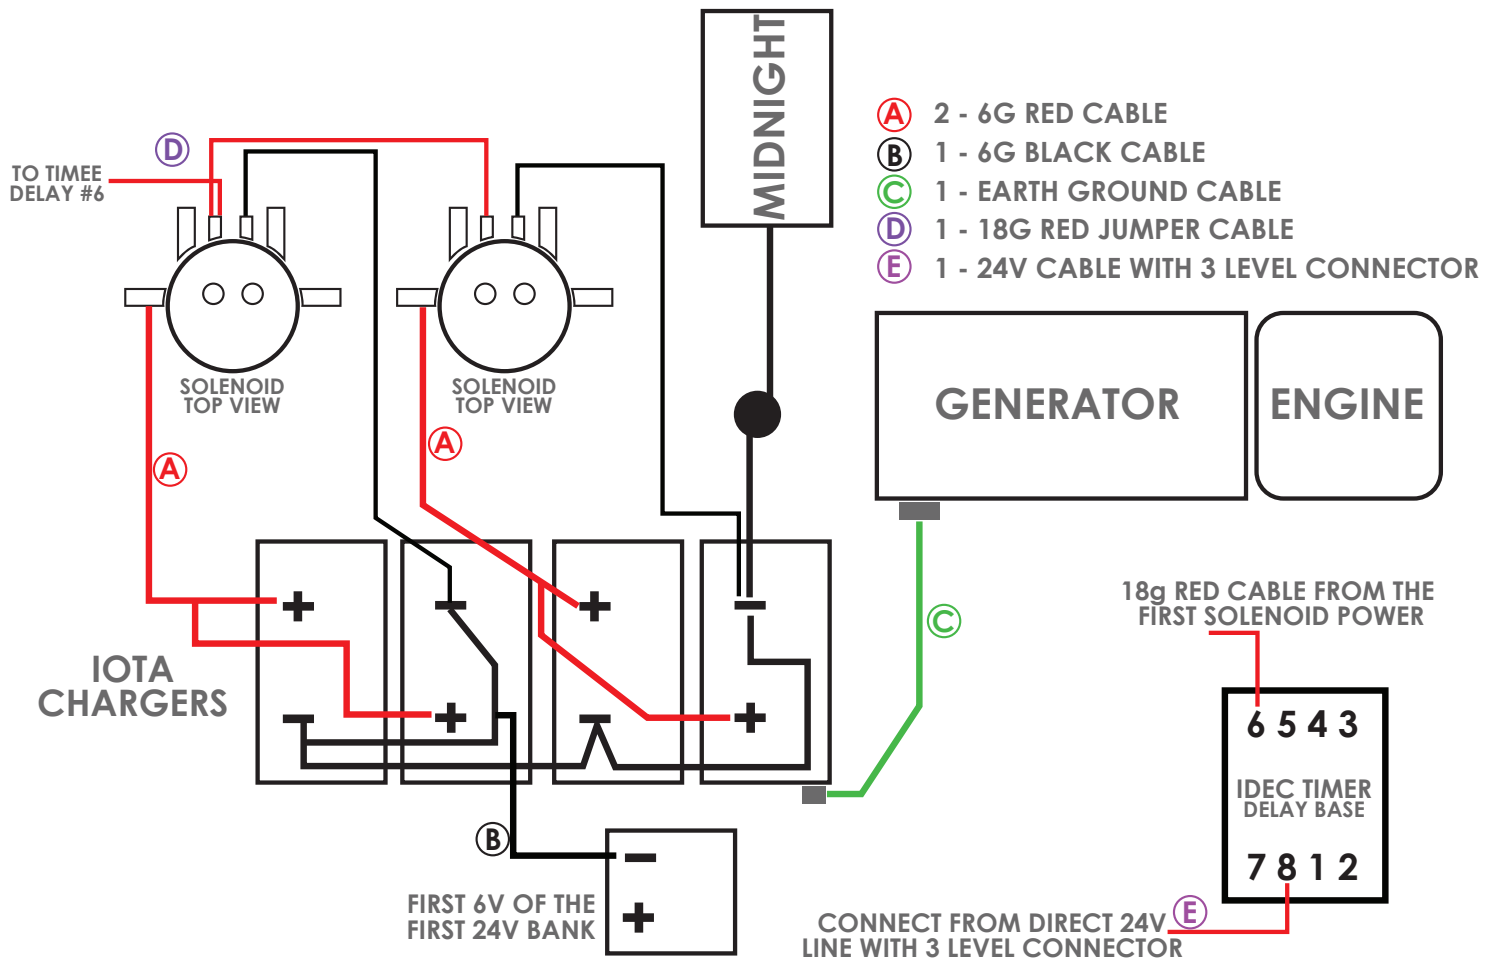 MIDNIGHT
A 2 - 6G RED CABLE
B 1 - 6G BLACK CABLE
C 1 - EARTH GROUND CABLE
D 1 - 18G RED JUMPER CABLE
E 1 - 24V CABLE WITH 3 LEVEL CONNECTOR
D
TO TIMEE
DELAY #6
SOLENOID
TOP VIEW
SOLENOID
TOP VIEW
GENERATOR
ENGINE
A
A
+
−
+
−
IOTA
CHARGERS
−
+
−
+
C
18g RED CABLE FROM THE
FIRST SOLENOID POWER
6 5 4 3
IDEC TIMER
DELAY BASE
7 8 1 2
B
−
+
FIRST 6V OF THE
FIRST 24V BANK
E
CONNECT FROM DIRECT 24V
LINE WITH 3 LEVEL CONNECTOR